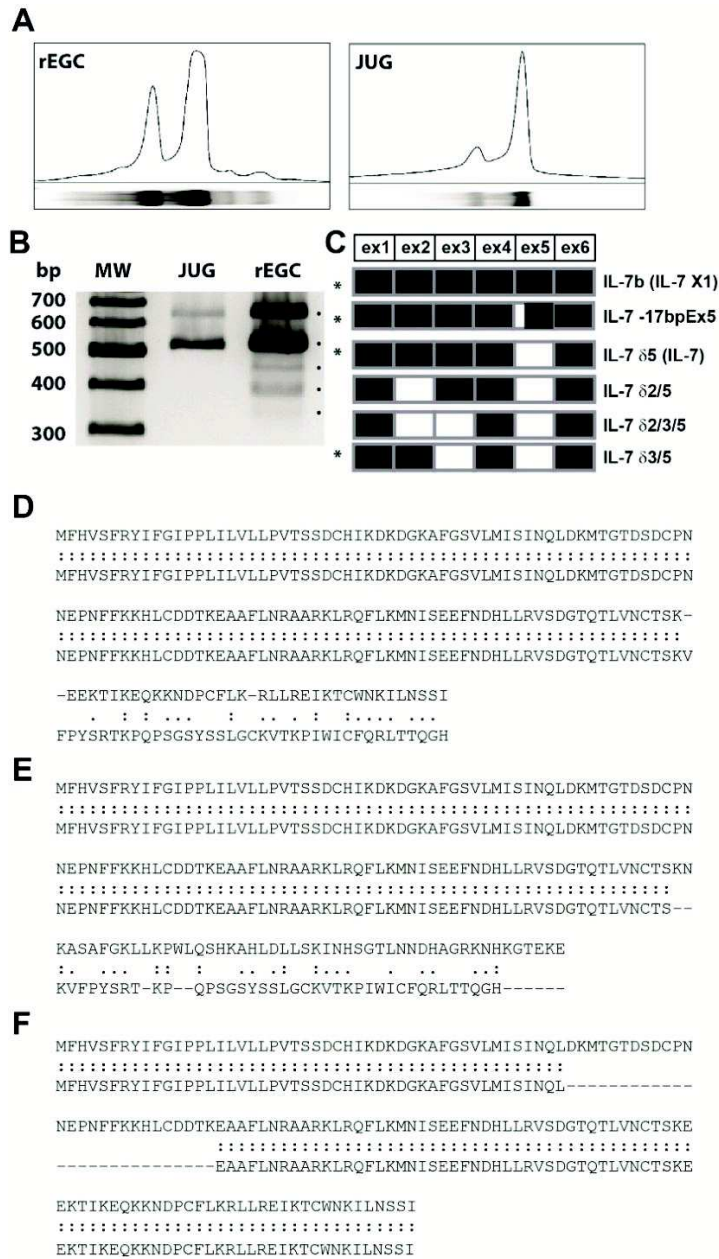 A
rEGC
JUG
B
bp MW JUG rEGC
700
600
500
400
300
C
ex1 ex2 ex3 ex4 ex5 ex6
* IL-7b (IL-7 X1)
* IL-7 -17bpEx5
* IL-7 δ5 (IL-7)
IL-7 δ2/5
IL-7 δ2/3/5
* IL-7 δ3/5
D
MFHVSFRYIFGIPPLILVLLPVTSSDCHIKDKDGKAFGSVLMISINQLDKMTGTDSDCPN
::::::::::::::::::::::::::::::::::::::::::::::::::::::::::::
MFHVSFRYIFGIPPLILVLLPVTSSDCHIKDKDGKAFGSVLMISINQLDKMTGTDSDCPN
NEPNFFKKHLCDDTKEAAFLNRAARKLRQFLKMNISEEFNDHLLRVSDGTQTLVNCTSK-
:::::::::::::::::::::::::::::::::::::::::::::::::::::::::::
NEPNFFKKHLCDDTKEAAFLNRAARKLRQFLKMNISEEFNDHLLRVSDGTQTLVNCTSKV
-EEKTIKEQKKNDPCFLK-RLLREIKTCWNKILNSSI
. : : . ... : . . : .... ..
FPYSRTKPQPSGSYSSLGCKVTKPIWICFQRLTTQGH
E
MFHVSFRYIFGIPPLILVLLPVTSSDCHIKDKDGKAFGSVLMISINQLDKMTGTDSDCPN
::::::::::::::::::::::::::::::::::::::::::::::::::::::::::::
MFHVSFRYIFGIPPLILVLLPVTSSDCHIKDKDGKAFGSVLMISINQLDKMTGTDSDCPN
NEPNFFKKHLCDDTKEAAFLNRAARKLRQFLKMNISEEFNDHLLRVSDGTQTLVNCTSKN
::::::::::::::::::::::::::::::::::::::::::::::::::::::::::
NEPNFFKKHLCDDTKEAAFLNRAARKLRQFLKMNISEEFNDHLLRVSDGTQTLVNCTS--
KASAFGKLLKPWLQSHKAHLDLLSKINHSGTLNNDHAGRKNHKGTEKE
:. ... :: : .. .. : . . . .. . . :
KVFPYSRT-KP--QPSGSYSSLGCKVTKPIWICFQRLTTQGH------
F
MFHVSFRYIFGIPPLILVLLPVTSSDCHIKDKDGKAFGSVLMISINQLDKMTGTDSDCPN
::::::::::::::::::::::::::::::::::::::::::::::::
MFHVSFRYIFGIPPLILVLLPVTSSDCHIKDKDGKAFGSVLMISINQL------------
NEPNFFKKHLCDDTKEAAFLNRAARKLRQFLKMNISEEFNDHLLRVSDGTQTLVNCTSKE
:::::::::::::::::::::::::::::::::::::::::::::
---------------EAAFLNRAARKLRQFLKMNISEEFNDHLLRVSDGTQTLVNCTSKE
EKTIKEQKKNDPCFLKRLLREIKTCWNKILNSSI
::::::::::::::::::::::::::::::::::
EKTIKEQKKNDPCFLKRLLREIKTCWNKILNSSI